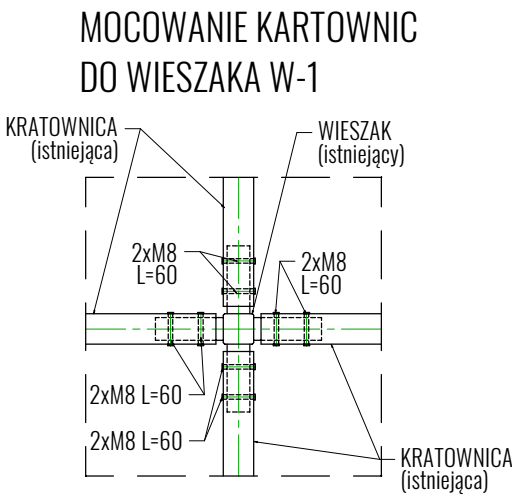 MOCOWANIE KARTOWNIC
DO WIESZAKA W-1
KRATOWNICA
(istniejąca)
WIESZAK
(istniejący)
2xM8
L=60
2xM8
L=60
2xM8 L=60
2xM8 L=60
KRATOWNICA
(istniejąca)